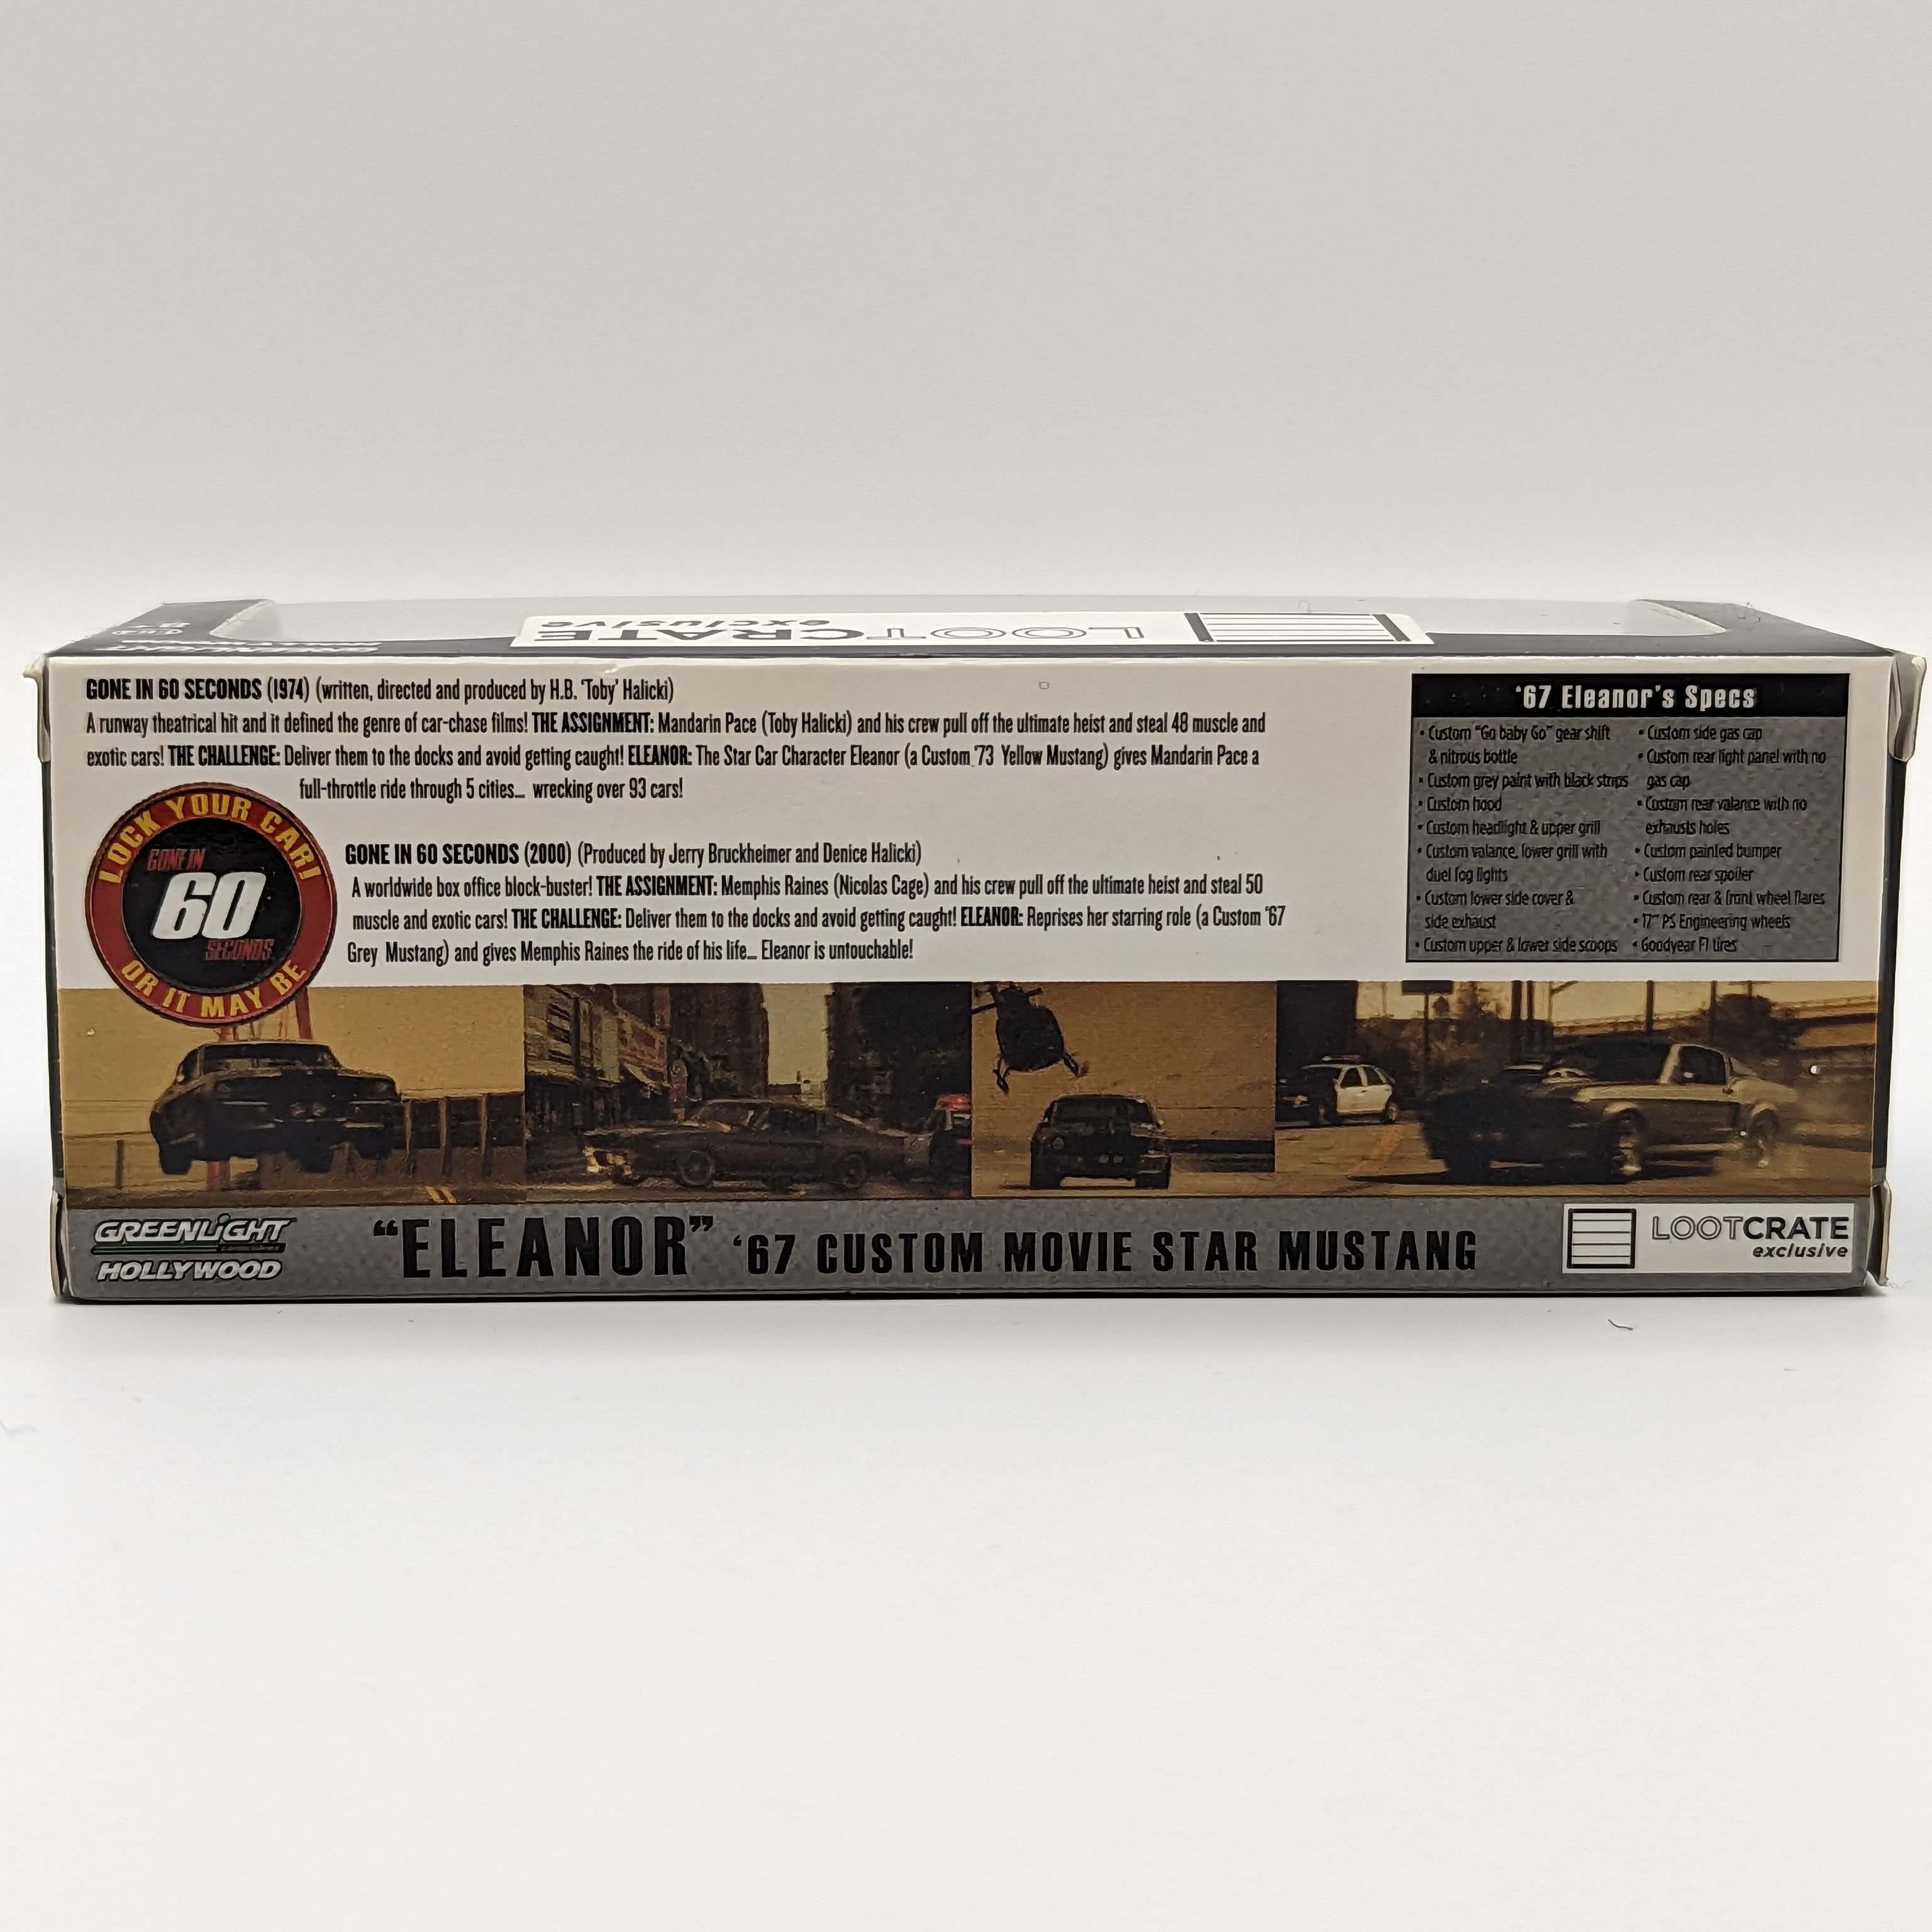 LOOTCRATE
exclusive
GONE IN 60 SECONDS (1974) (written, directed and produced by H.B. 'Toby' Halicki)
A runway theatrical hit and it defined the genre of car-chase films! THE ASSIGNMENT: Mandarin Pace (Toby Halicki) and his crew pull off the ultimate heist and steal 48 muscle and
exotic cars! THE CHALLENGE: Deliver them to the docks and avoid getting caught! ELEANOR: The Star Car Character Eleanor (a Custom '73 Yellow Mustang) gives Mandarin Pace a
full-throttle ride through 5 cities... wrecking over 93 cars!
LOCK YOUR CAR!
GONE IN
60
SECONDS
OR IT MAY BE
GONE IN 60 SECONDS (2000) (Produced by Jerry Bruckheimer and Denice Halicki)
A worldwide box office block-buster! THE ASSIGNMENT: Memphis Raines (Nicolas Cage) and his crew pull off the ultimate heist and steal 50
muscle and exotic cars! THE CHALLENGE: Deliver them to the docks and avoid getting caught! ELEANOR: Reprises her starring role (a Custom '67
Grey Mustang) and gives Memphis Raines the ride of his life... Eleanor is untouchable!
'67 Eleanor's Specs
• Custom "Go baby Go" gear shift
& nitrous bottle
• Custom grey paint with black strips
• Custom hood
• Custom headlight & upper grill
• Custom valance, lower grill with
duel fog lights
• Custom lower side cover &
side exhaust
• Custom upper & lower side scoops
• Custom side gas cap
• Custom rear light panel with no
gas cap
• Custom rear valance with no
exhausts holes
• Custom painted bumper
• Custom rear spoiler
• Custom rear & front wheel flares
• 17" PS Engineering wheels
• Goodyear F1 tires
GREENLiGHT
HOLLYWOOD
"ELEANOR" '67 CUSTOM MOVIE STAR MUSTANG
LOOTCRATE
exclusive